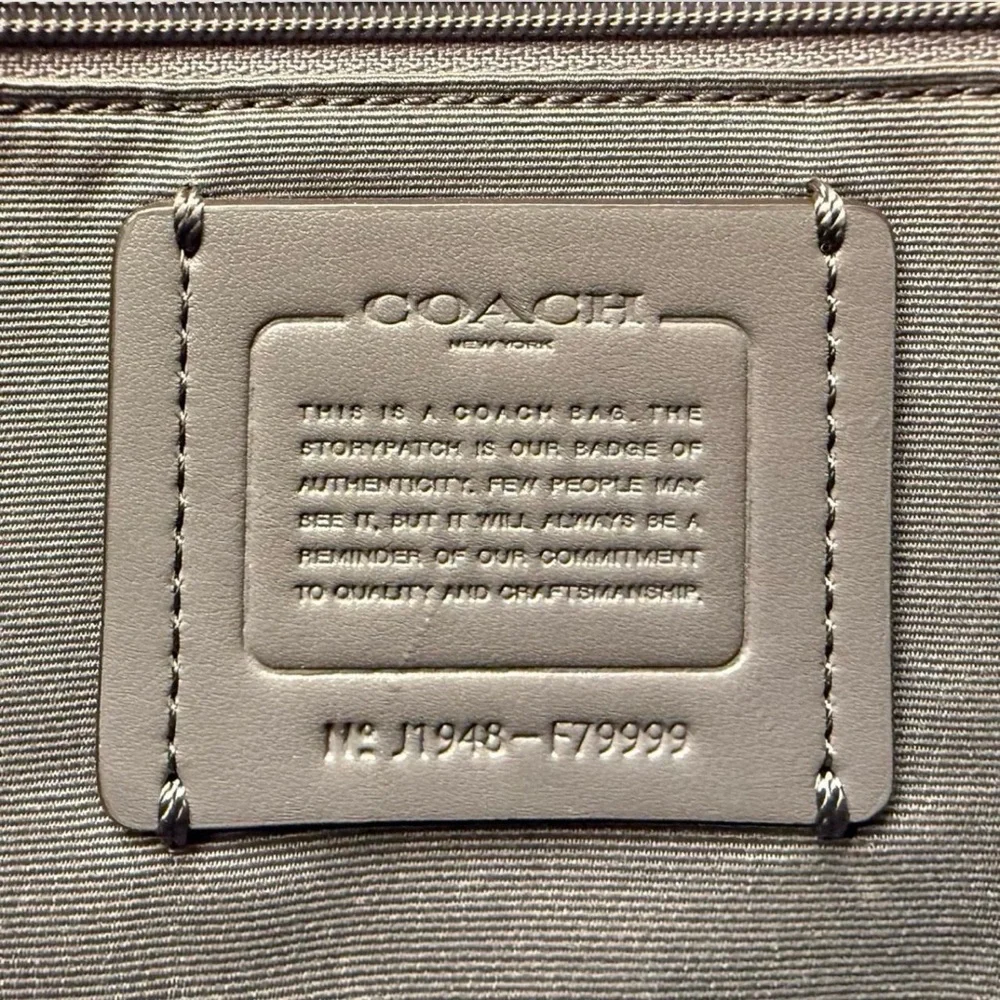 COACH
NEW YORK
THIS IS A COACH BAG. THE
STORYPATCH IS OUR BADGE OF
AUTHENTICITY. FEW PEOPLE MAY
SEE IT, BUT IT WILL ALWAYS BE A
REMINDER OF OUR COMMITMENT
TO QUALITY AND CRAFTSMANSHIP.
Nº J1948-F79999